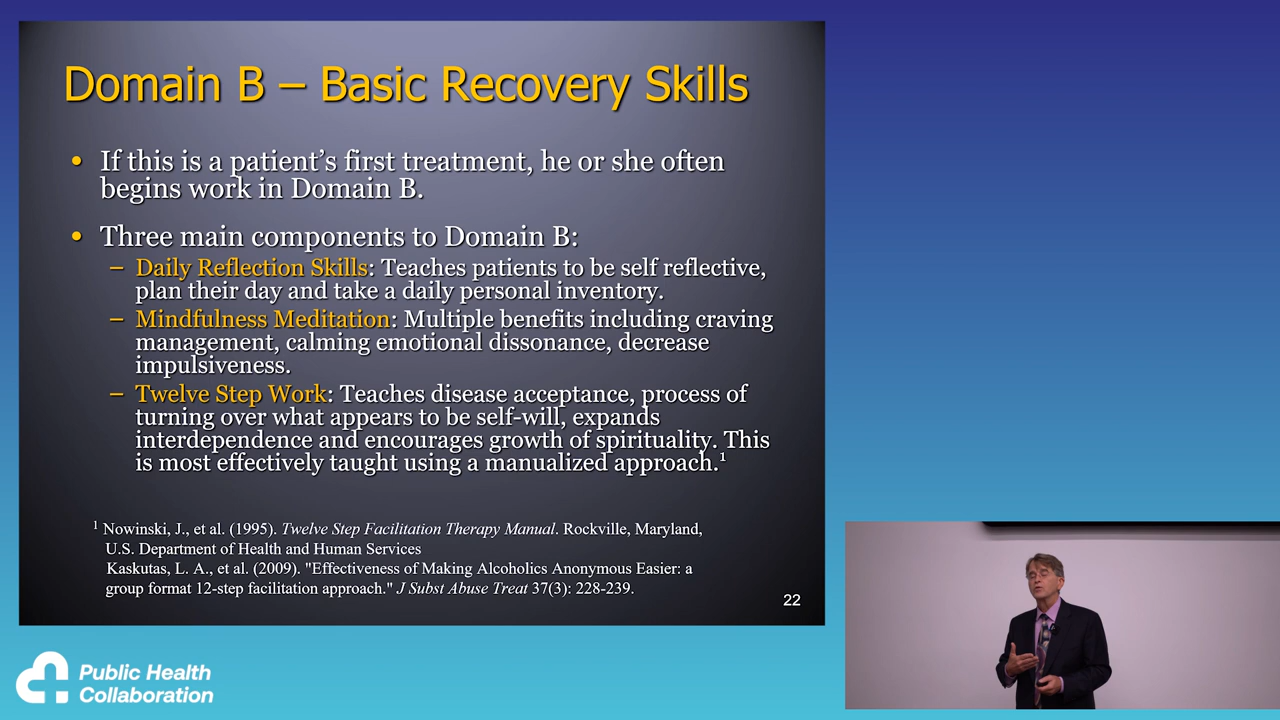 Domain B – Basic Recovery Skills
• If this is a patient’s first treatment, he or she often
begins work in Domain B.
• Three main components to Domain B:
– Daily Reflection Skills: Teaches patients to be self reflective,
plan their day and take a daily personal inventory.
– Mindfulness Meditation: Multiple benefits including craving
management, calming emotional dissonance, decrease
impulsiveness.
– Twelve Step Work: Teaches disease acceptance, process of
turning over what appears to be self-will, expands
interdependence and encourages growth of spirituality. This
is most effectively taught using a manualized approach.¹
¹ Nowinski, J., et al. (1995). Twelve Step Facilitation Therapy Manual. Rockville, Maryland,
U.S. Department of Health and Human Services
Kaskutas, L. A., et al. (2009). "Effectiveness of Making Alcoholics Anonymous Easier: a
group format 12-step facilitation approach." J Subst Abuse Treat 37(3): 228-239.
22
Public Health
Collaboration